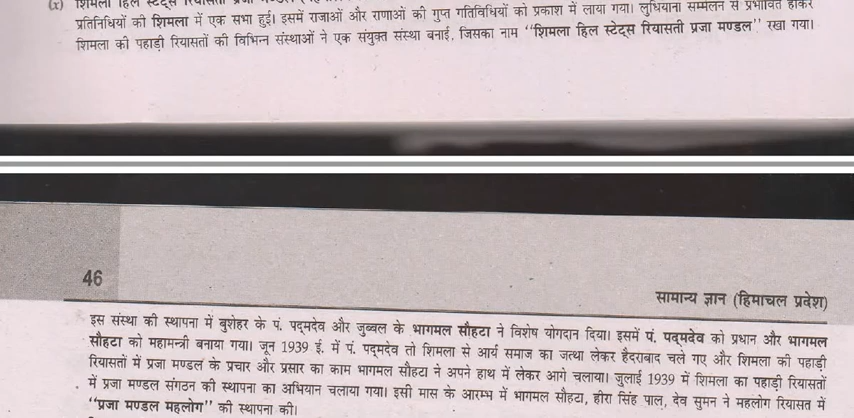 (x) शिमला हिल स्टेट्स रियासती प्रजा मण्डल
प्रतिनिधियों की शिमला में एक सभा हुई। इसमें राजाओं और राणाओं की गुप्त गतिविधियों को प्रकाश में लाया गया। लुधियाना सम्मेलन से प्रभावित होकर
शिमला की पहाड़ी रियासतों की विभिन्न संस्थाओं ने एक संयुक्त संस्था बनाई, जिसका नाम "शिमला हिल स्टेट्स रियासती प्रजा मण्डल" रखा गया।
46
सामान्य ज्ञान (हिमाचल प्रदेश)
इस संस्था की स्थापना में बुशेहर के पं. पद्मदेव और जुब्बल के भागमल सौहटा ने विशेष योगदान दिया। इसमें पं. पद्मदेव को प्रधान और भागमल
सौहटा को महामन्त्री बनाया गया। जून 1939 ई. में पं. पद्मदेव तो शिमला से आर्य समाज का जत्था लेकर हैदराबाद चले गए और शिमला की पहाड़ी
रियासतों में प्रजा मण्डल के प्रचार और प्रसार का काम भागमल सौहटा ने अपने हाथ में लेकर आगे चलाया। जुलाई 1939 में शिमला का पहाड़ी रियासतों
में प्रजा मण्डल संगठन की स्थापना का अभियान चलाया गया। इसी मास के आरम्भ में भागमल सौहटा, हीरा सिंह पाल, देव सुमन ने महलोग रियासत में
"प्रजा मण्डल महलोग" की स्थापना की।